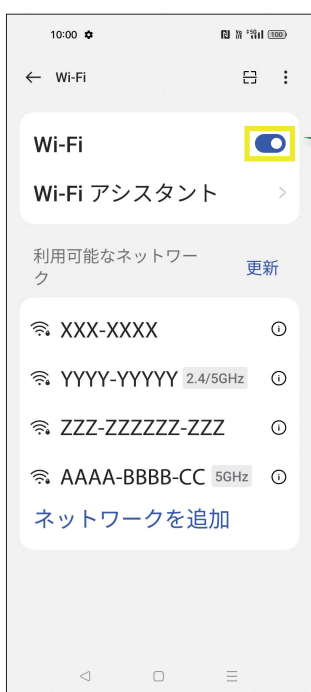 10:00
← Wi-Fi
Wi-Fi
Wi-Fi アシスタント
利用可能なネットワー
ク
更新
XXX-XXXX
YYYY-YYYYY 2.4/5GHz
ZZZ-ZZZZZZ-ZZZ
AAAA-BBBB-CC 5GHz
ネットワークを追加